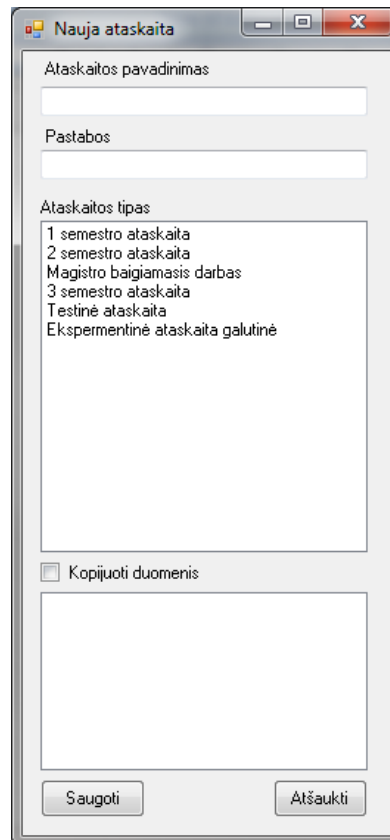 Nauja ataskaita
Ataskaitos pavadinimas
Pastabos
Ataskaitos tipas
1 semestro ataskaita
2 semestro ataskaita
Magistro baigiamasis darbas
3 semestro ataskaita
Testinė ataskaita
Ekspermentinė ataskaita galutinė
Kopijuoti duomenis
Saugoti Atšaukti